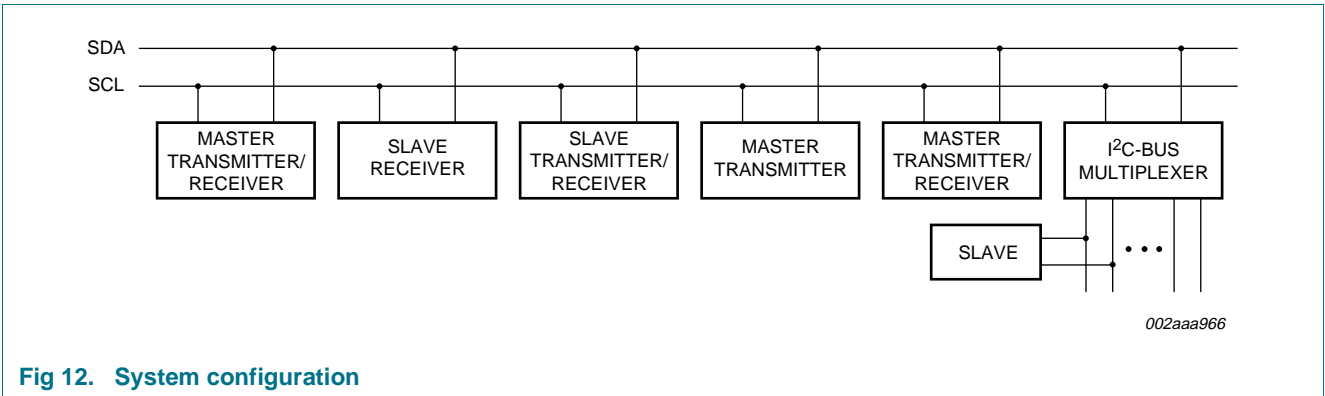 SDA
SCL
MASTER
TRANSMITTER/
RECEIVER
SLAVE
RECEIVER
SLAVE
TRANSMITTER/
RECEIVER
MASTER
TRANSMITTER
MASTER
TRANSMITTER/
RECEIVER
I²C-BUS
MULTIPLEXER
SLAVE
002aaa966
Fig 12. System configuration